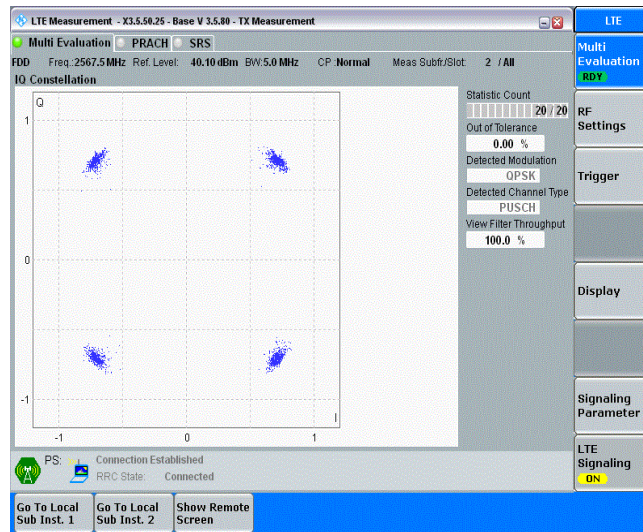 LTE Measurement - X3.5.50.25 - Base V 3.5.80 - TX Measurement
LTE
Multi Evaluation PRACH SRS
FDD Freq.:2567.5 MHz Ref. Level: 40.10 dBm BW:5.0 MHz CP :Normal Meas Subfr./Slot: 2 / All
IQ Constellation
Q
1
0
-1
-1 0 1
I
Statistic Count
20 / 20
Out of Tolerance
0.00 %
Detected Modulation
QPSK
Detected Channel Type
PUSCH
View Filter Throughput
100.0 %
Multi
Evaluation
RDY
RF
Settings
Trigger
Display
Signaling
Parameter
LTE
Signaling
ON
PS: Connection Established
RRC State: Connected
Go To Local
Sub Inst. 1
Go To Local
Sub Inst. 2
Show Remote
Screen